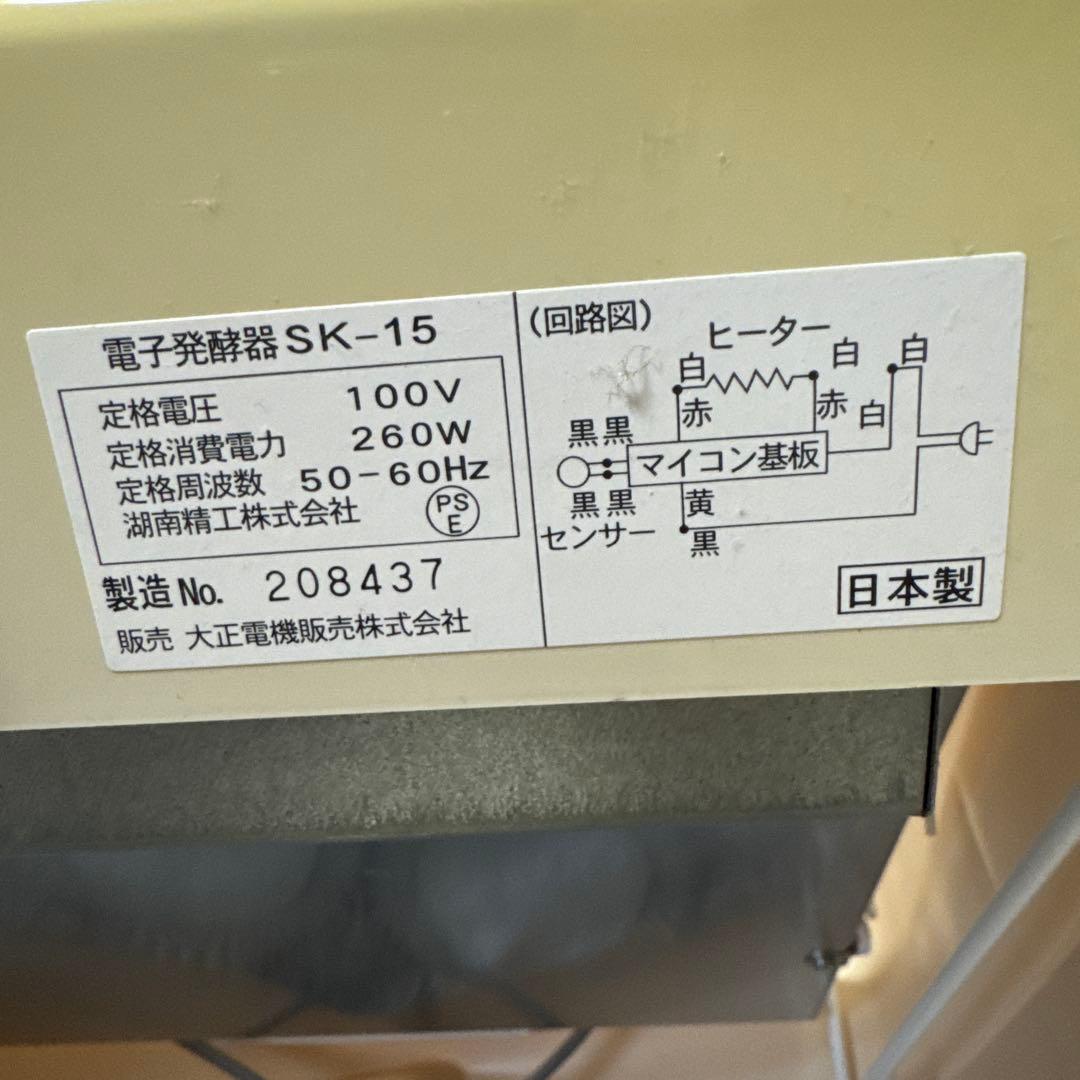 電子発酵器SK-15
定格電圧 100V
定格消費電力 260W
定格周波数 50-60Hz
湖南精工株式会社 PSE
製造No. 208437
販売 大正電機販売株式会社
(回路図)
ヒーター
白 白 白
赤 赤 白
黒黒
マイコン基板
黒黒 黄
センサー 黒
日本製